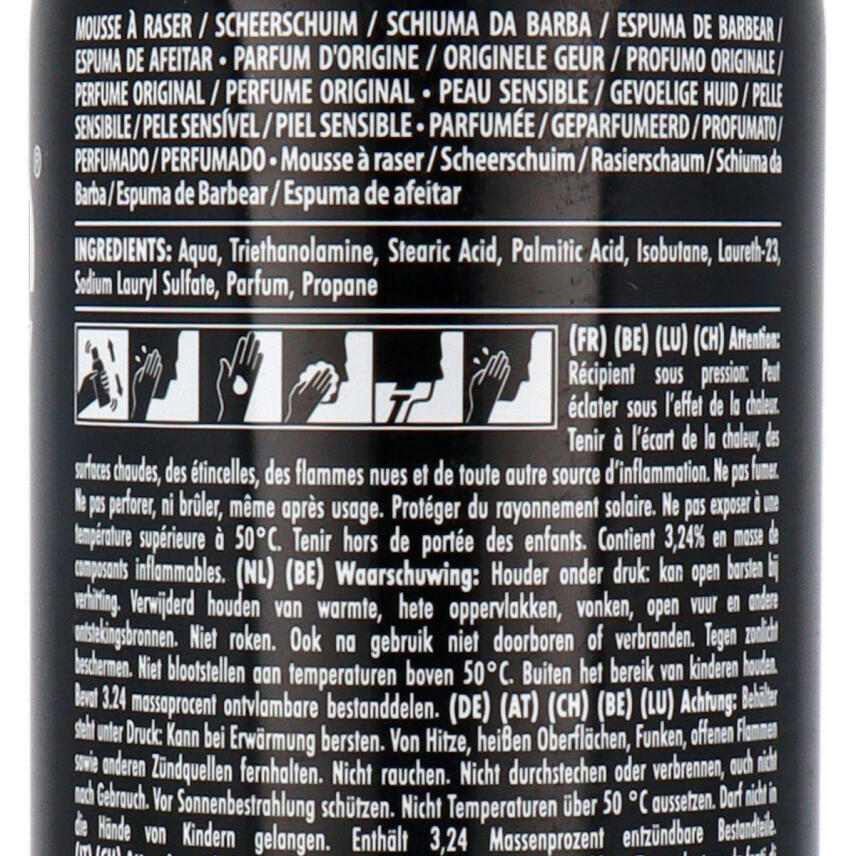 MOUSSE À RASER / SCHEERSCHUIM / SCHIUMA DA BARBA / ESPUMA DE BARBEAR /
ESPUMA DE AFEITAR • PARFUM D'ORIGINE / ORIGINELE GEUR / PROFUMO ORIGINALE /
PERFUME ORIGINAL / PERFUME ORIGINAL • PEAU SENSIBLE / GEVOELIGE HUID / PELLE
SENSIBILE / PELE SENSÍVEL / PIEL SENSIBLE • PARFUMÉE / GEPARFUMEERD / PROFUMATO /
PERFUMADO / PERFUMADO • Mousse à raser / Scheerschuim / Rasierschaum / Schiuma da
Barba / Espuma de Barbear / Espuma de afeitar
®
INGREDIENTS: Aqua, Triethanolamine, Stearic Acid, Palmitic Acid, Isobutane, Laureth-23,
Sodium Lauryl Sulfate, Parfum, Propane
(FR) (BE) (LU) (CH) Attention:
Récipient sous pression: Peut
éclater sous l'effet de la chaleur.
Tenir à l'écart de la chaleur, des
surfaces chaudes, des étincelles, des flammes nues et de toute autre source d'inflammation. Ne pas fumer.
Ne pas perforer, ni brûler, même après usage. Protéger du rayonnement solaire. Ne pas exposer à une
température supérieure à 50°C. Tenir hors de portée des enfants. Contient 3,24% en masse de
composants inflammables. (NL) (BE) Waarschuwing: Houder onder druk: kan open barsten bij
verhitting. Verwijderd houden van warmte, hete oppervlakken, vonken, open vuur en andere
ontstekingsbronnen. Niet roken. Ook na gebruik niet doorboren of verbranden. Tegen zonlicht
beschermen. Niet blootstellen aan temperaturen boven 50°C. Buiten het bereik van kinderen houden.
Bevat 3.24 massaprocent ontvlambare bestanddelen. (DE) (AT) (CH) (BE) (LU) Achtung: Behälter
steht unter Druck: Kann bei Erwärmung bersten. Von Hitze, heißen Oberflächen, Funken, offenen Flammen
sowie anderen Zündquellen fernhalten. Nicht rauchen. Nicht durchstechen oder verbrennen, auch nicht
nach Gebrauch. Vor Sonnenbestrahlung schützen. Nicht Temperaturen über 50 °C aussetzen. Darf nicht in
die Hände von Kindern gelangen. Enthält 3,24 Massenprozent entzündbare Bestandteile.
(IT) (CH)